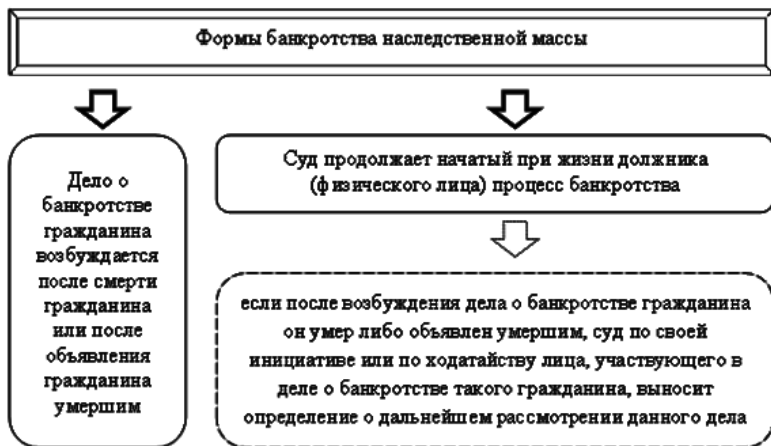 Формы банкротства наследственной массы
Дело о
банкротстве
гражданина
возбуждается
после смерти
гражданина
или после
объявления
гражданина
умершим
Суд продолжает начатый при жизни должника
(физического лица) процесс банкротства
если после возбуждения дела о банкротстве гражданина
он умер либо объявлен умершим, суд по своей
инициативе или по ходатайству лица, участвующего в
деле о банкротстве такого гражданина, выносит
определение о дальнейшем рассмотрении данного дела